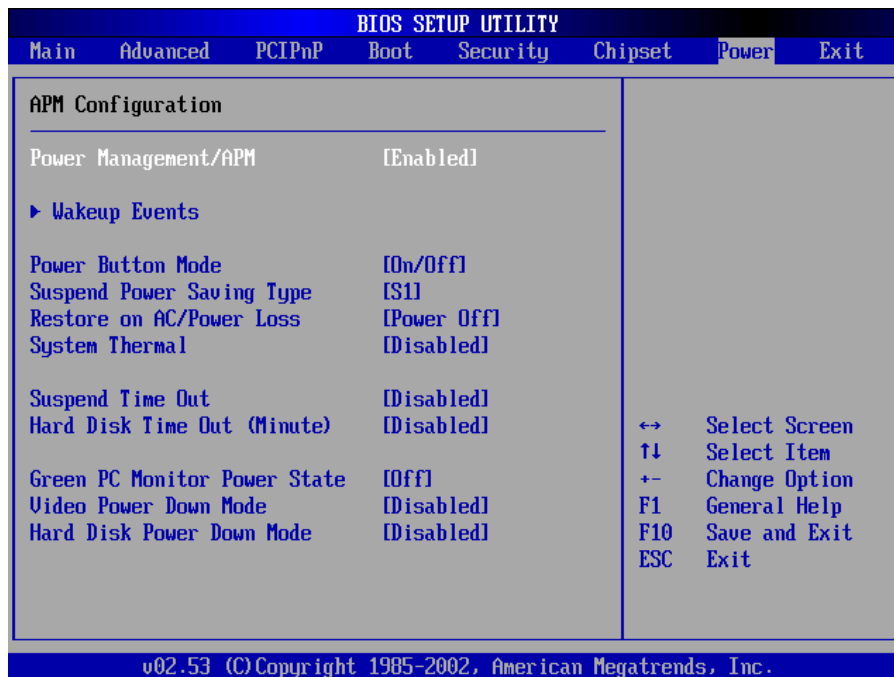 BIOS SETUP UTILITY
Main Advanced PCIPnP Boot Security Chipset Power Exit
APM Configuration
Power Management/APM [Enabled]
▶ Wakeup Events
Power Button Mode [On/Off]
Suspend Power Saving Type [S1]
Restore on AC/Power Loss [Power Off]
System Thermal [Disabled]
Suspend Time Out [Disabled]
Hard Disk Time Out (Minute) [Disabled]
Green PC Monitor Power State [Off]
Video Power Down Mode [Disabled]
Hard Disk Power Down Mode [Disabled]
↔ Select Screen
↑↓ Select Item
+- Change Option
F1 General Help
F10 Save and Exit
ESC Exit
v02.53 (C)Copyright 1985-2002, American Megatrends, Inc.